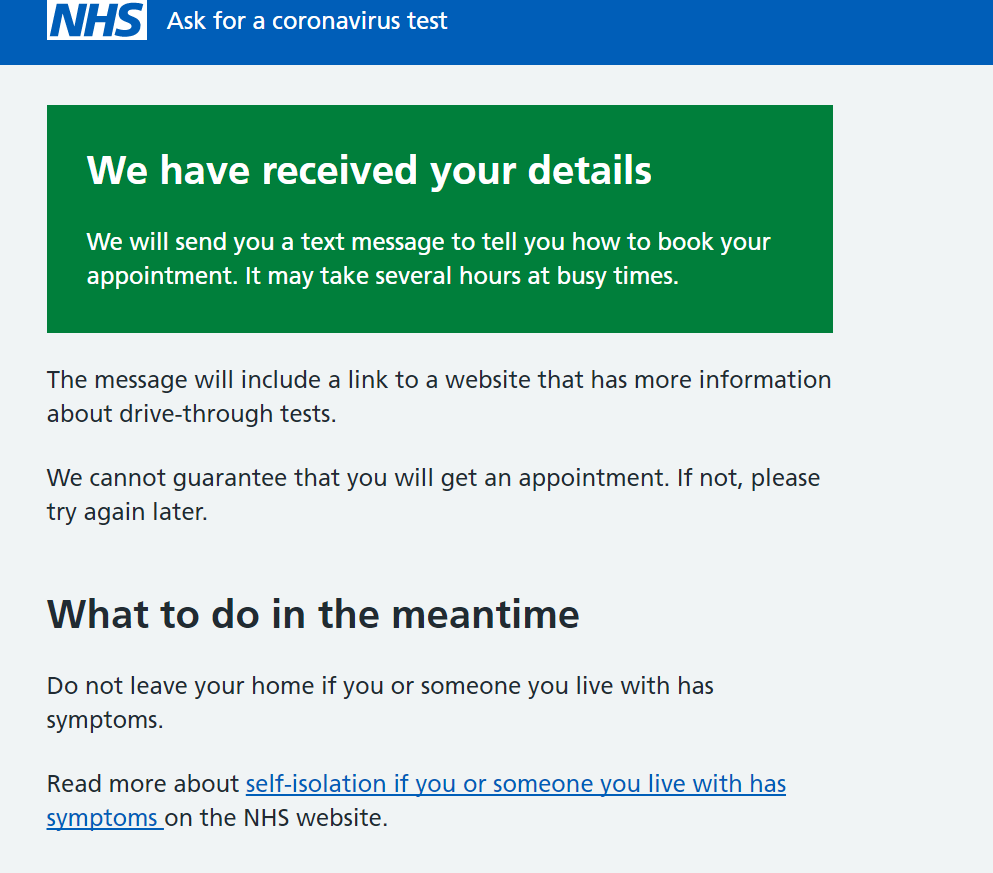 NHS Ask for a coronavirus test
We have received your details
We will send you a text message to tell you how to book your
appointment. It may take several hours at busy times.
The message will include a link to a website that has more information
about drive-through tests.
We cannot guarantee that you will get an appointment. If not, please
try again later.
What to do in the meantime
Do not leave your home if you or someone you live with has
symptoms.
Read more about self-isolation if you or someone you live with has
symptoms on the NHS website.